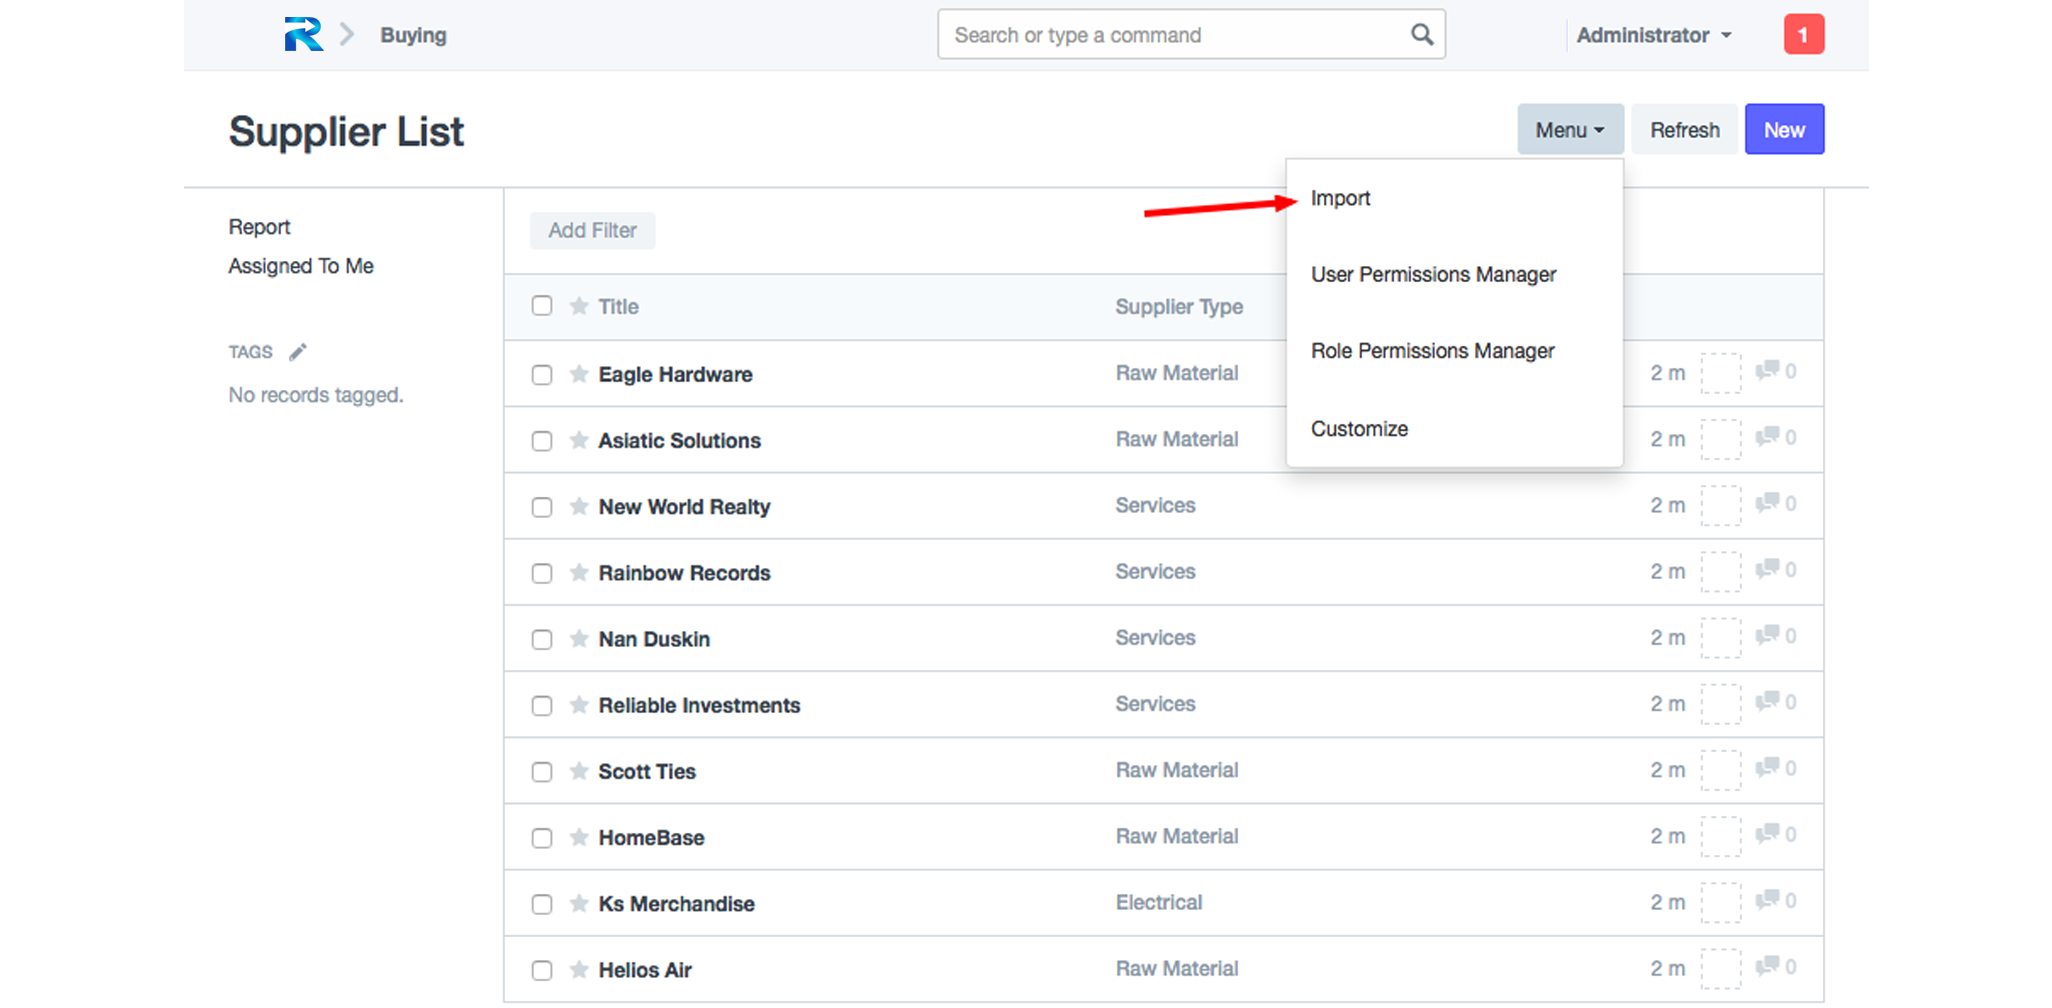 Buying
Search or type a command
Administrator
1
Supplier List
Menu
Refresh
New
Import
User Permissions Manager
Role Permissions Manager
Customize
Report
Assigned To Me
TAGS
No records tagged.
Add Filter
Title Supplier Type
Eagle Hardware Raw Material 2 m 0
Asiatic Solutions Raw Material 2 m 0
New World Realty Services 2 m 0
Rainbow Records Services 2 m 0
Nan Duskin Services 2 m 0
Reliable Investments Services 2 m 0
Scott Ties Raw Material 2 m 0
HomeBase Raw Material 2 m 0
Ks Merchandise Electrical 2 m 0
Helios Air Raw Material 2 m 0